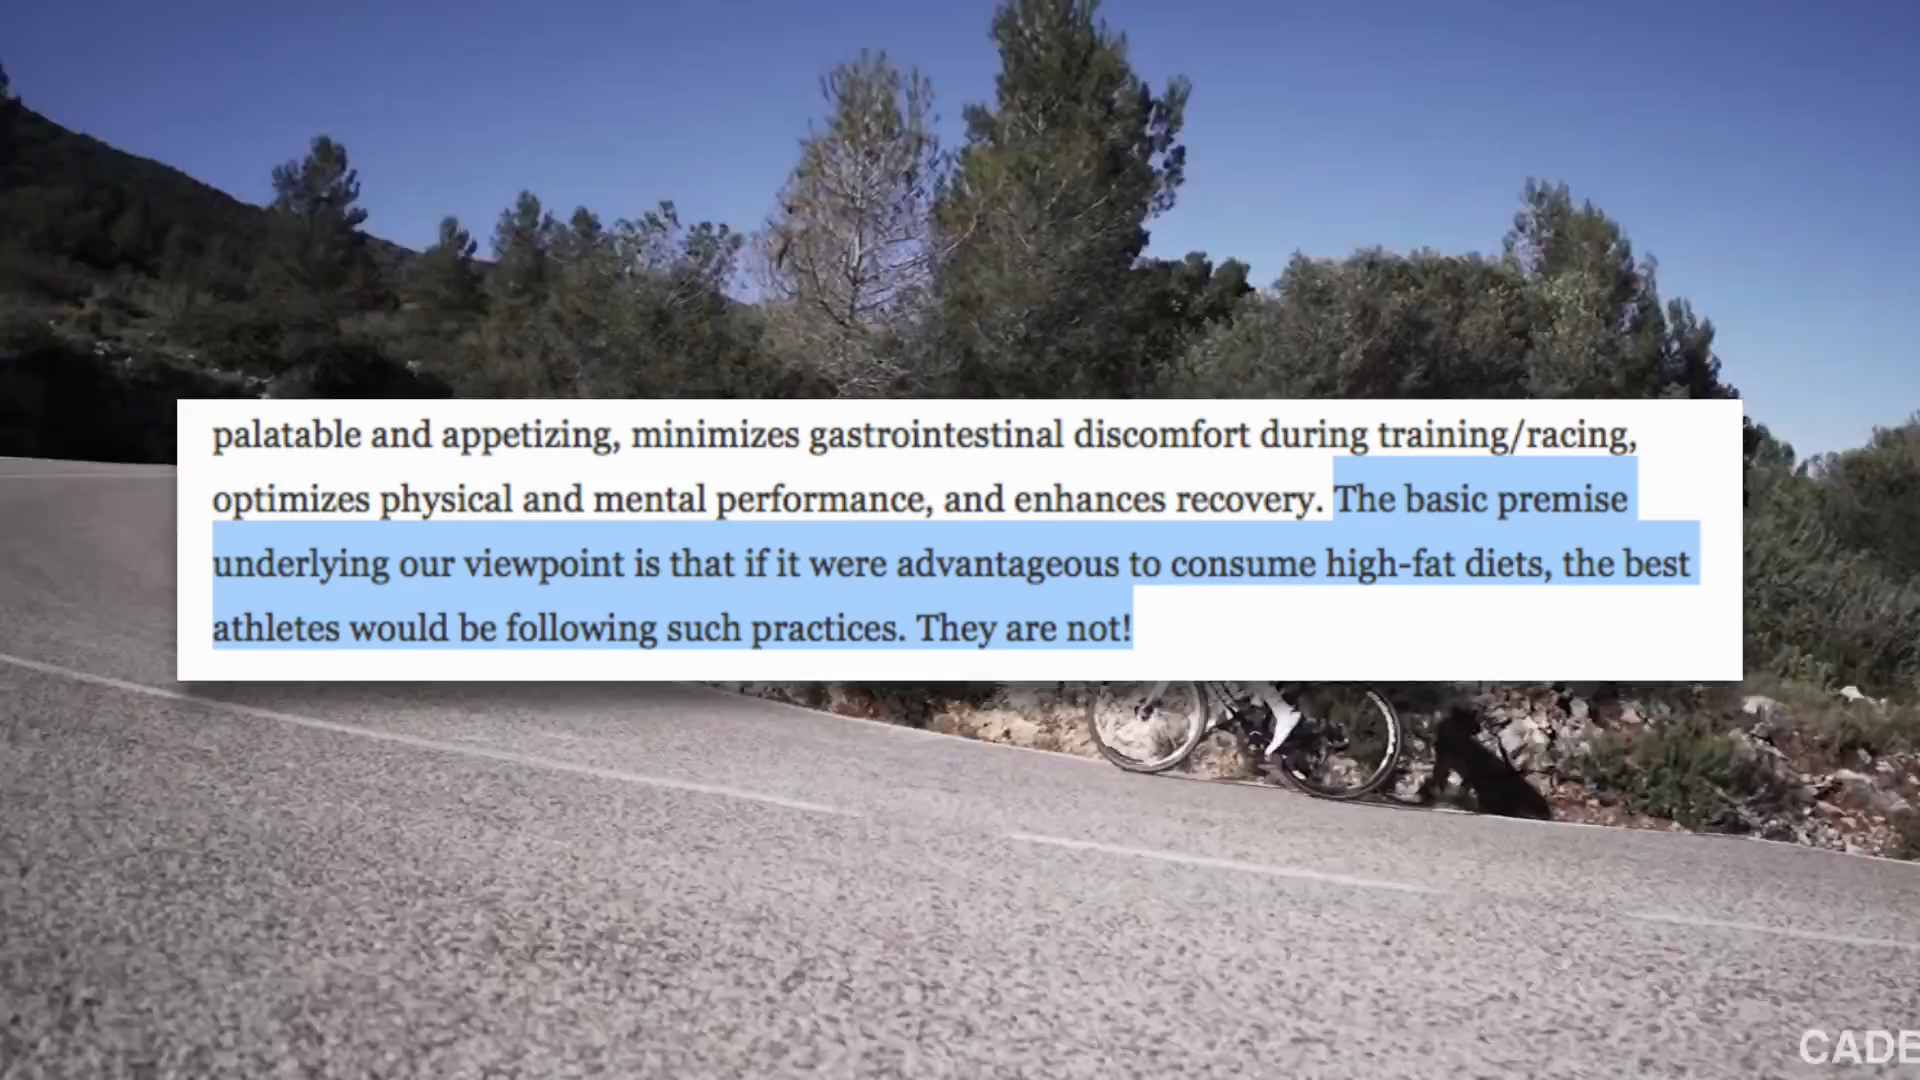 palatable and appetizing, minimizes gastrointestinal discomfort during training/racing,
optimizes physical and mental performance, and enhances recovery. The basic premise
underlying our viewpoint is that if it were advantageous to consume high-fat diets, the best
athletes would be following such practices. They are not!
CADE